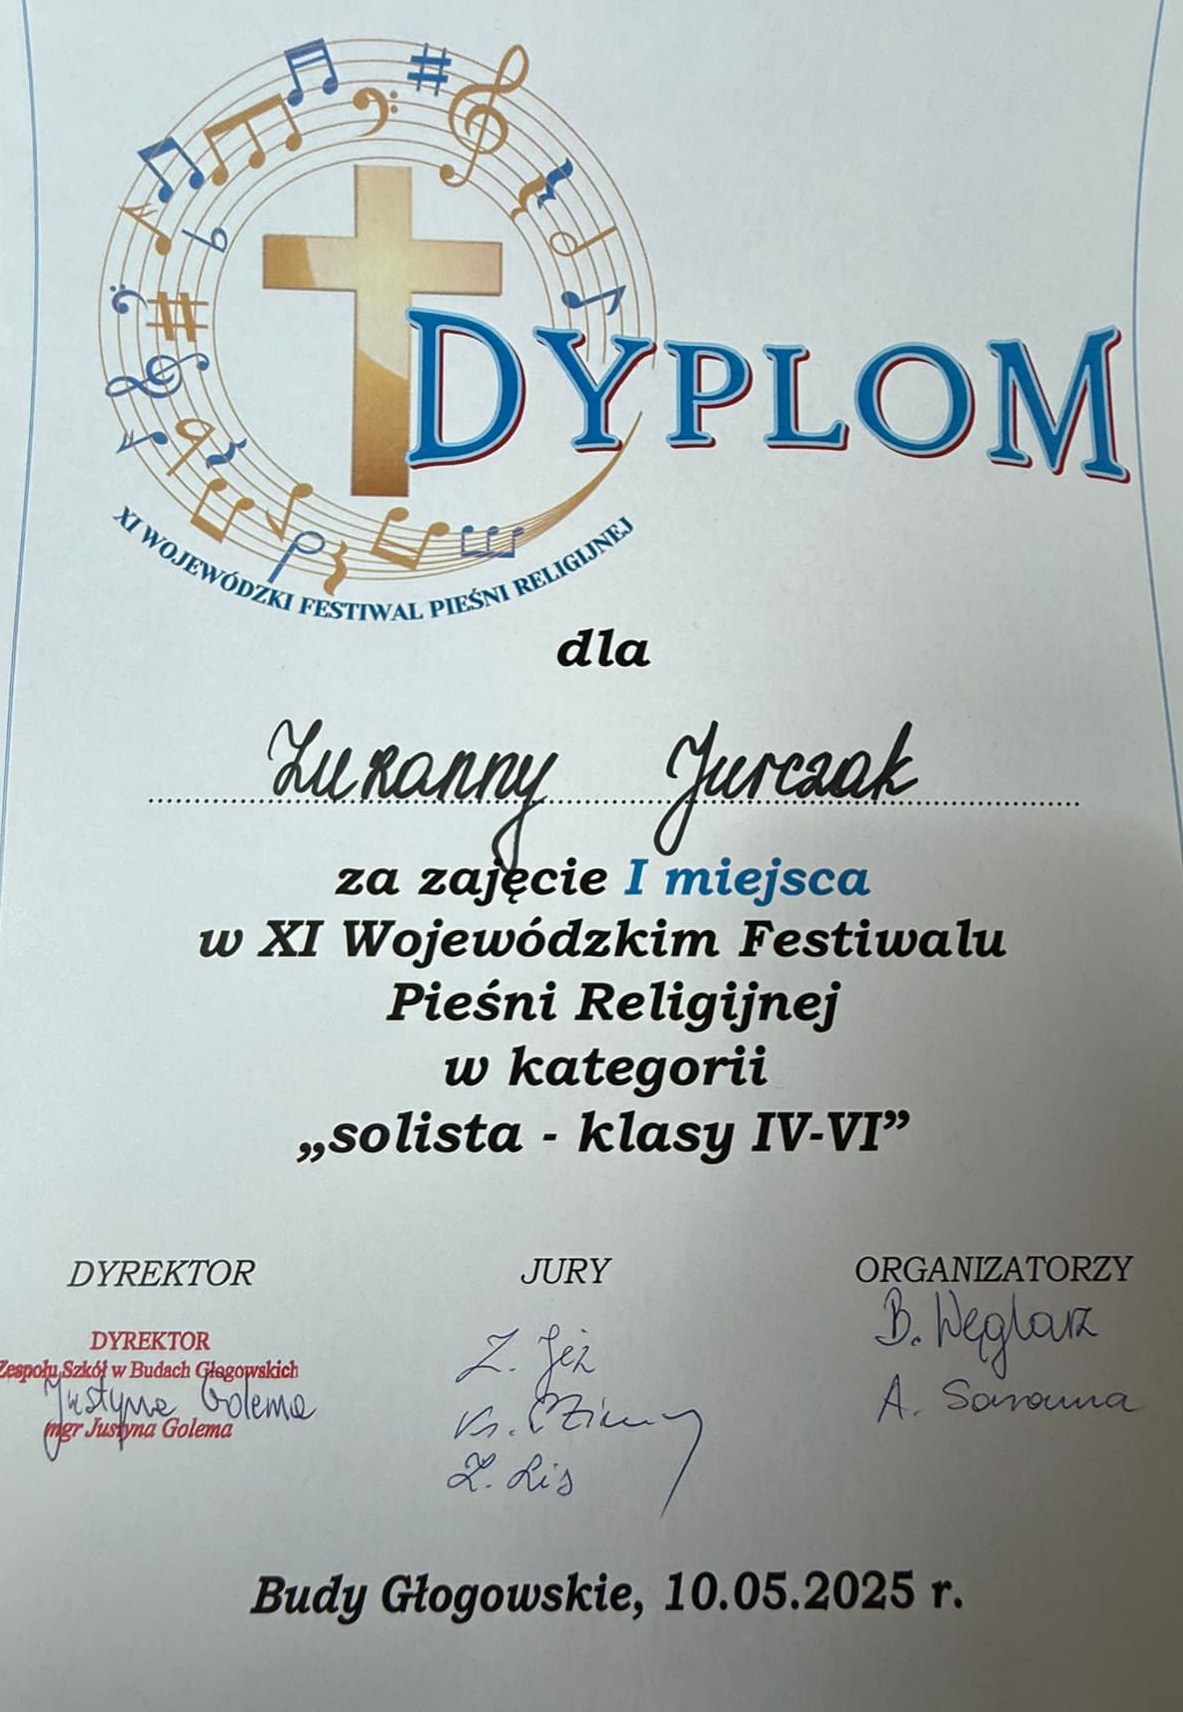 DYPLOM
XI WOJEWÓDZKI FESTIWAL PIEŚNI RELIGIJNEJ
dla
Zuzanny Jurczak
za zajęcie I miejsca
w XI Wojewódzkim Festiwalu
Pieśni Religijnej
w kategorii
„solista - klasy IV-VI”
DYREKTOR
DYREKTOR
Zespołu Szkół w Budach Głogowskich
Justyna Golema
mgr Justyna Golema
JURY
Z. Jeż
Z. Lis
ORGANIZATORZY
B. Węglarz
A.
Budy Głogowskie, 10.05.2025 r.